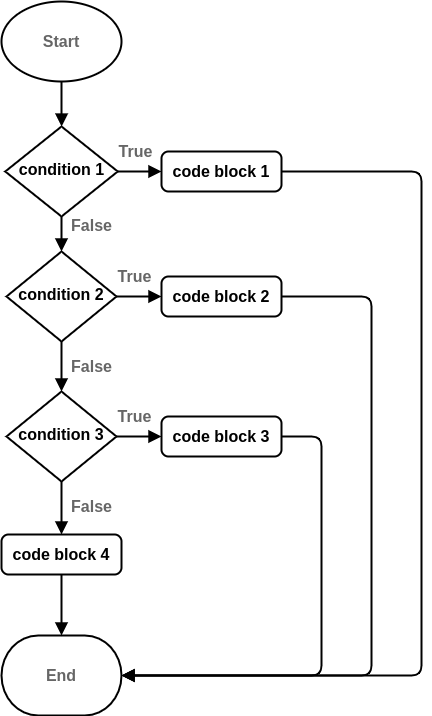 Start
True
condition 1
code block 1
False
True
condition 2
code block 2
False
True
condition 3
code block 3
False
code block 4
End